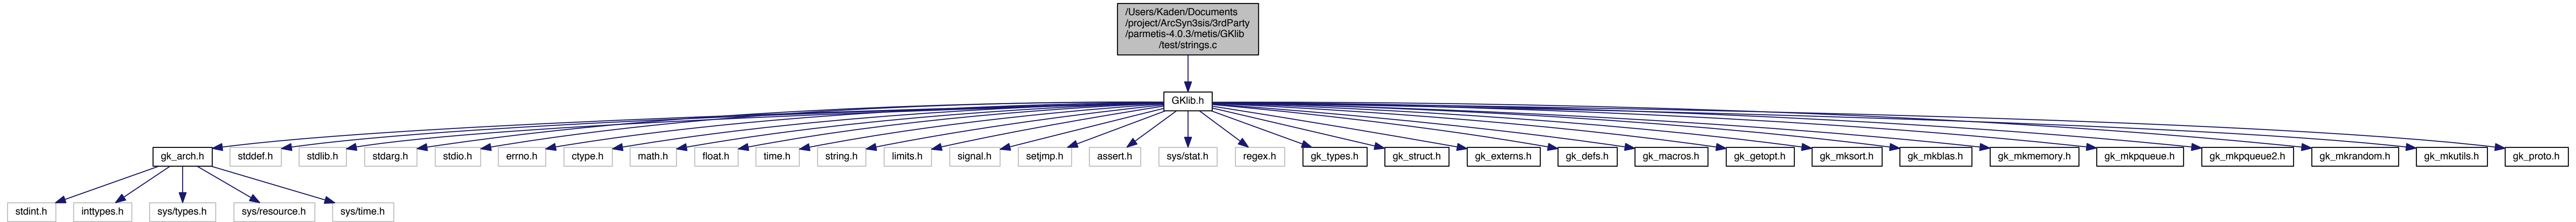 /Users/Kaden/Documents
/project/ArcSyn3sis/3rdParty
/parmetis-4.0.3/metis/GKlib
/test/strings.c
GKlib.h
gk_arch.h
stddef.h
stdlib.h
stdarg.h
stdio.h
errno.h
ctype.h
math.h
float.h
time.h
string.h
limits.h
signal.h
setjmp.h
assert.h
sys/stat.h
regex.h
gk_types.h
gk_struct.h
gk_externs.h
gk_defs.h
gk_macros.h
gk_getopt.h
gk_mksort.h
gk_mkblas.h
gk_mkmemory.h
gk_mkpqueue.h
gk_mkpqueue2.h
gk_mkrandom.h
gk_mkutils.h
gk_proto.h
stdint.h
inttypes.h
sys/types.h
sys/resource.h
sys/time.h